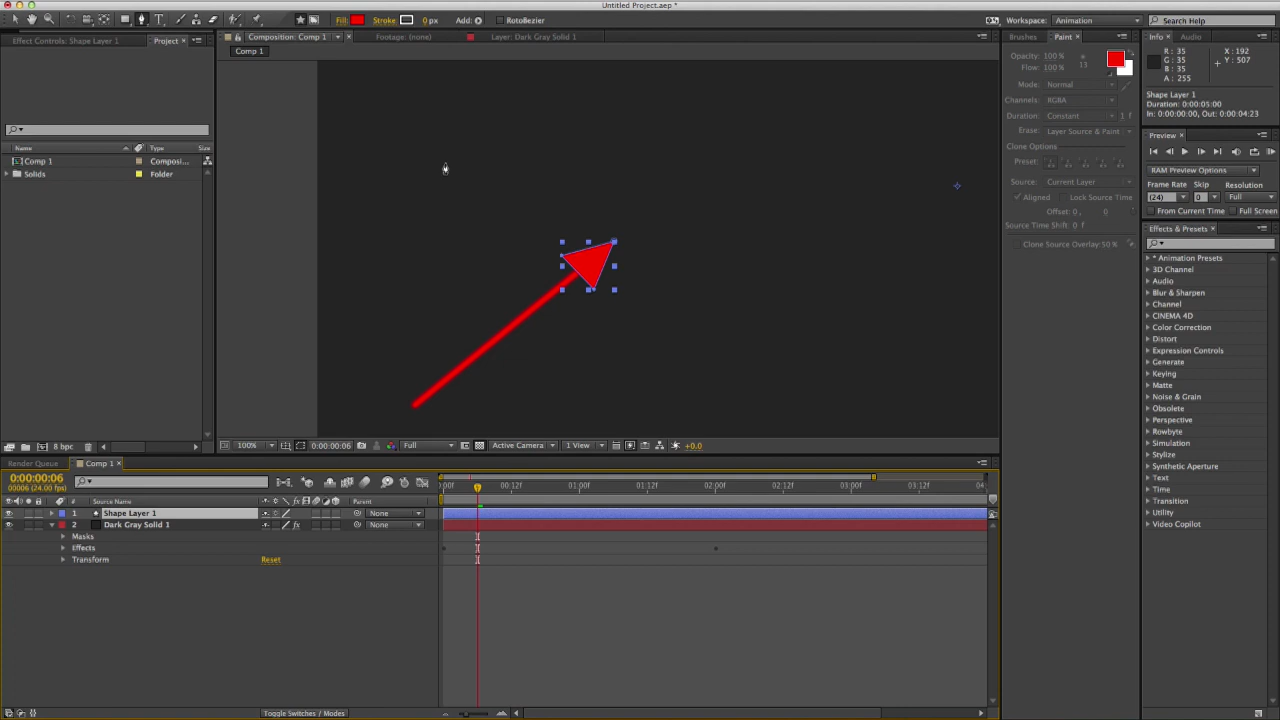 Untitled Project.aep *
Fill: Stroke: 0 px Add: RotoBezier Workspace: Animation Search Help
Effect Controls: Shape Layer 1 Project Composition: Comp 1 Footage: (none) Layer: Dark Gray Solid 1 Brushes Paint Info Audio
Comp 1
Opacity: 100 %
Flow: 100 % 13
Mode: Normal
Channels: RGBA
Duration: Constant 1 f
Erase: Layer Source & Paint
Clone Options
Preset:
Source: Current Layer
Aligned Lock Source Time
Offset: 0 , 0
Source Time Shift: 0 f
Clone Source Overlay: 50 %
R : 35 X : 192
G : 35 Y : 507
B : 35
A : 255
Shape Layer 1
Duration: 0:00:05:00
In: 0:00:00:00, Out: 0:00:04:23
Preview
RAM Preview Options
Frame Rate Skip Resolution
(24) 0 Full
From Current Time Full Screen
Effects & Presets
* Animation Presets
3D Channel
Audio
Blur & Sharpen
Channel
CINEMA 4D
Color Correction
Distort
Expression Controls
Generate
Keying
Matte
Noise & Grain
Obsolete
Perspective
Rowbyte
Simulation
Stylize
Synthetic Aperture
Text
Time
Transition
Utility
Video Copilot
Name Type
Comp 1 Composi...
Solids Folder
8 bpc
100% 0:00:00:06 Full Active Camera 1 View +0.0
Render Queue Comp 1
0:00:00:06
00006 (24.00 fps)
:00f 00:12f 01:00f 01:12f 02:00f 02:12f 03:00f 03:12f 04
# Source Name fx Parent
1 Shape Layer 1 None
2 Dark Gray Solid 1 fx None
Masks
Effects
Transform Reset
Toggle Switches / Modes